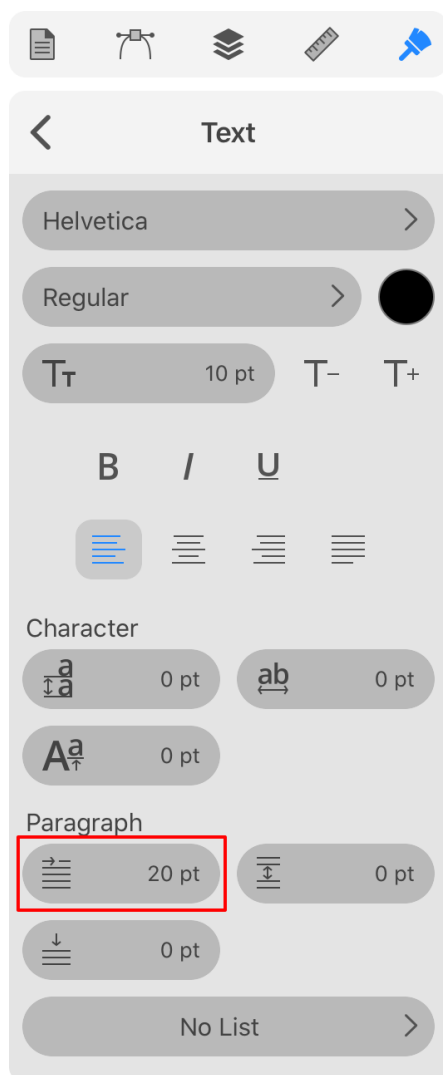 Text
Helvetica
Regular
10 pt
B I U
Character
0 pt 0 pt
0 pt
Paragraph
20 pt 0 pt
0 pt
No List